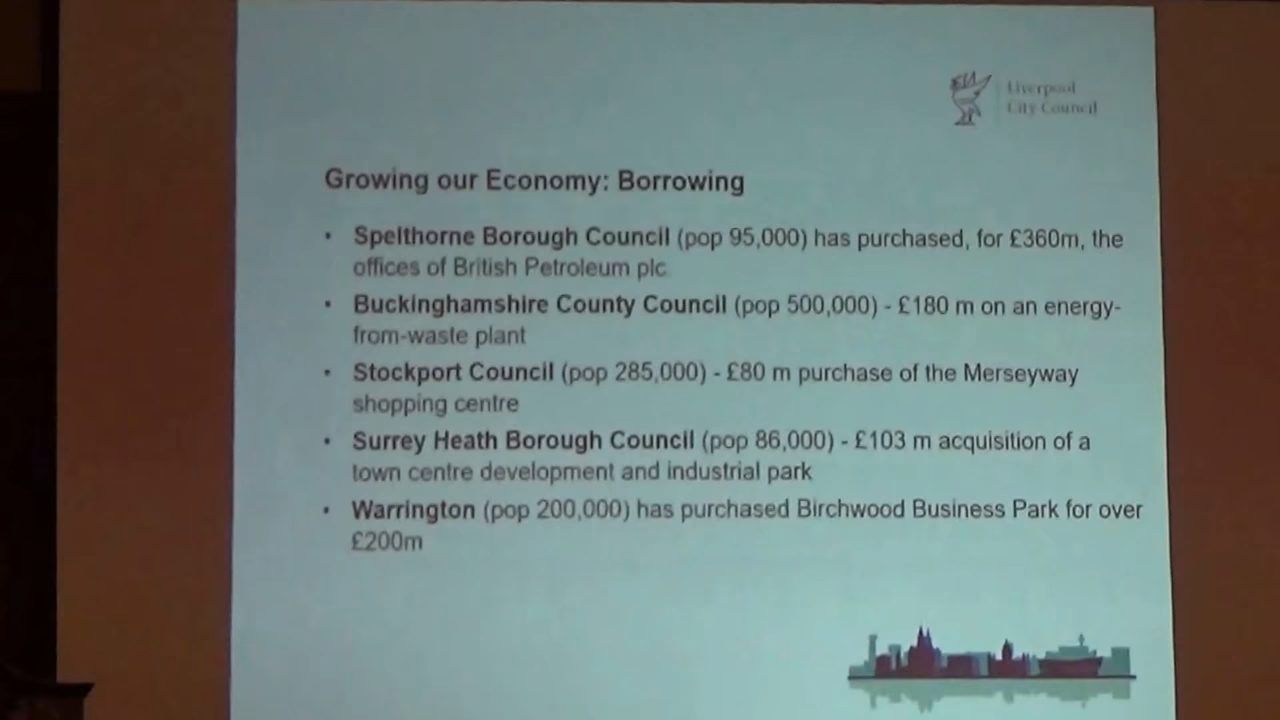 Liverpool
City Council
Growing our Economy: Borrowing
• Spelthorne Borough Council (pop 95,000) has purchased, for £360m, the
offices of British Petroleum plc
• Buckinghamshire County Council (pop 500,000) - £180 m on an energy-
from-waste plant
• Stockport Council (pop 285,000) - £80 m purchase of the Merseyway
shopping centre
• Surrey Heath Borough Council (pop 86,000) - £103 m acquisition of a
town centre development and industrial park
• Warrington (pop 200,000) has purchased Birchwood Business Park for over
£200m